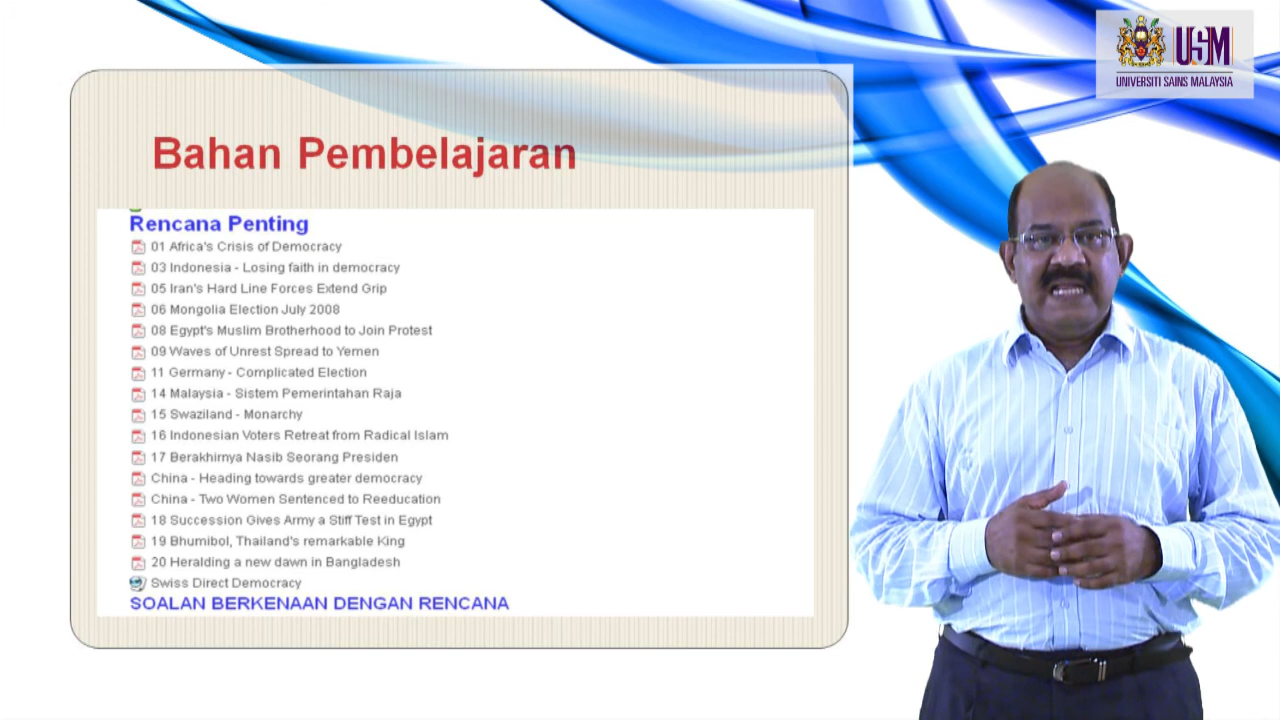 USM
UNIVERSITI SAINS MALAYSIA
Bahan Pembelajaran
Rencana Penting
01 Africa's Crisis of Democracy
03 Indonesia - Losing faith in democracy
05 Iran's Hard Line Forces Extend Grip
06 Mongolia Election July 2008
08 Egypt's Muslim Brotherhood to Join Protest
09 Waves of Unrest Spread to Yemen
11 Germany - Complicated Election
14 Malaysia - Sistem Pemerintahan Raja
15 Swaziland - Monarchy
16 Indonesian Voters Retreat from Radical Islam
17 Berakhirnya Nasib Seorang Presiden
China - Heading towards greater democracy
China - Two Women Sentenced to Reeducation
18 Succession Gives Army a Stiff Test in Egypt
19 Bhumibol, Thailand's remarkable King
20 Heralding a new dawn in Bangladesh
Swiss Direct Democracy
SOALAN BERKENAAN DENGAN RENCANA